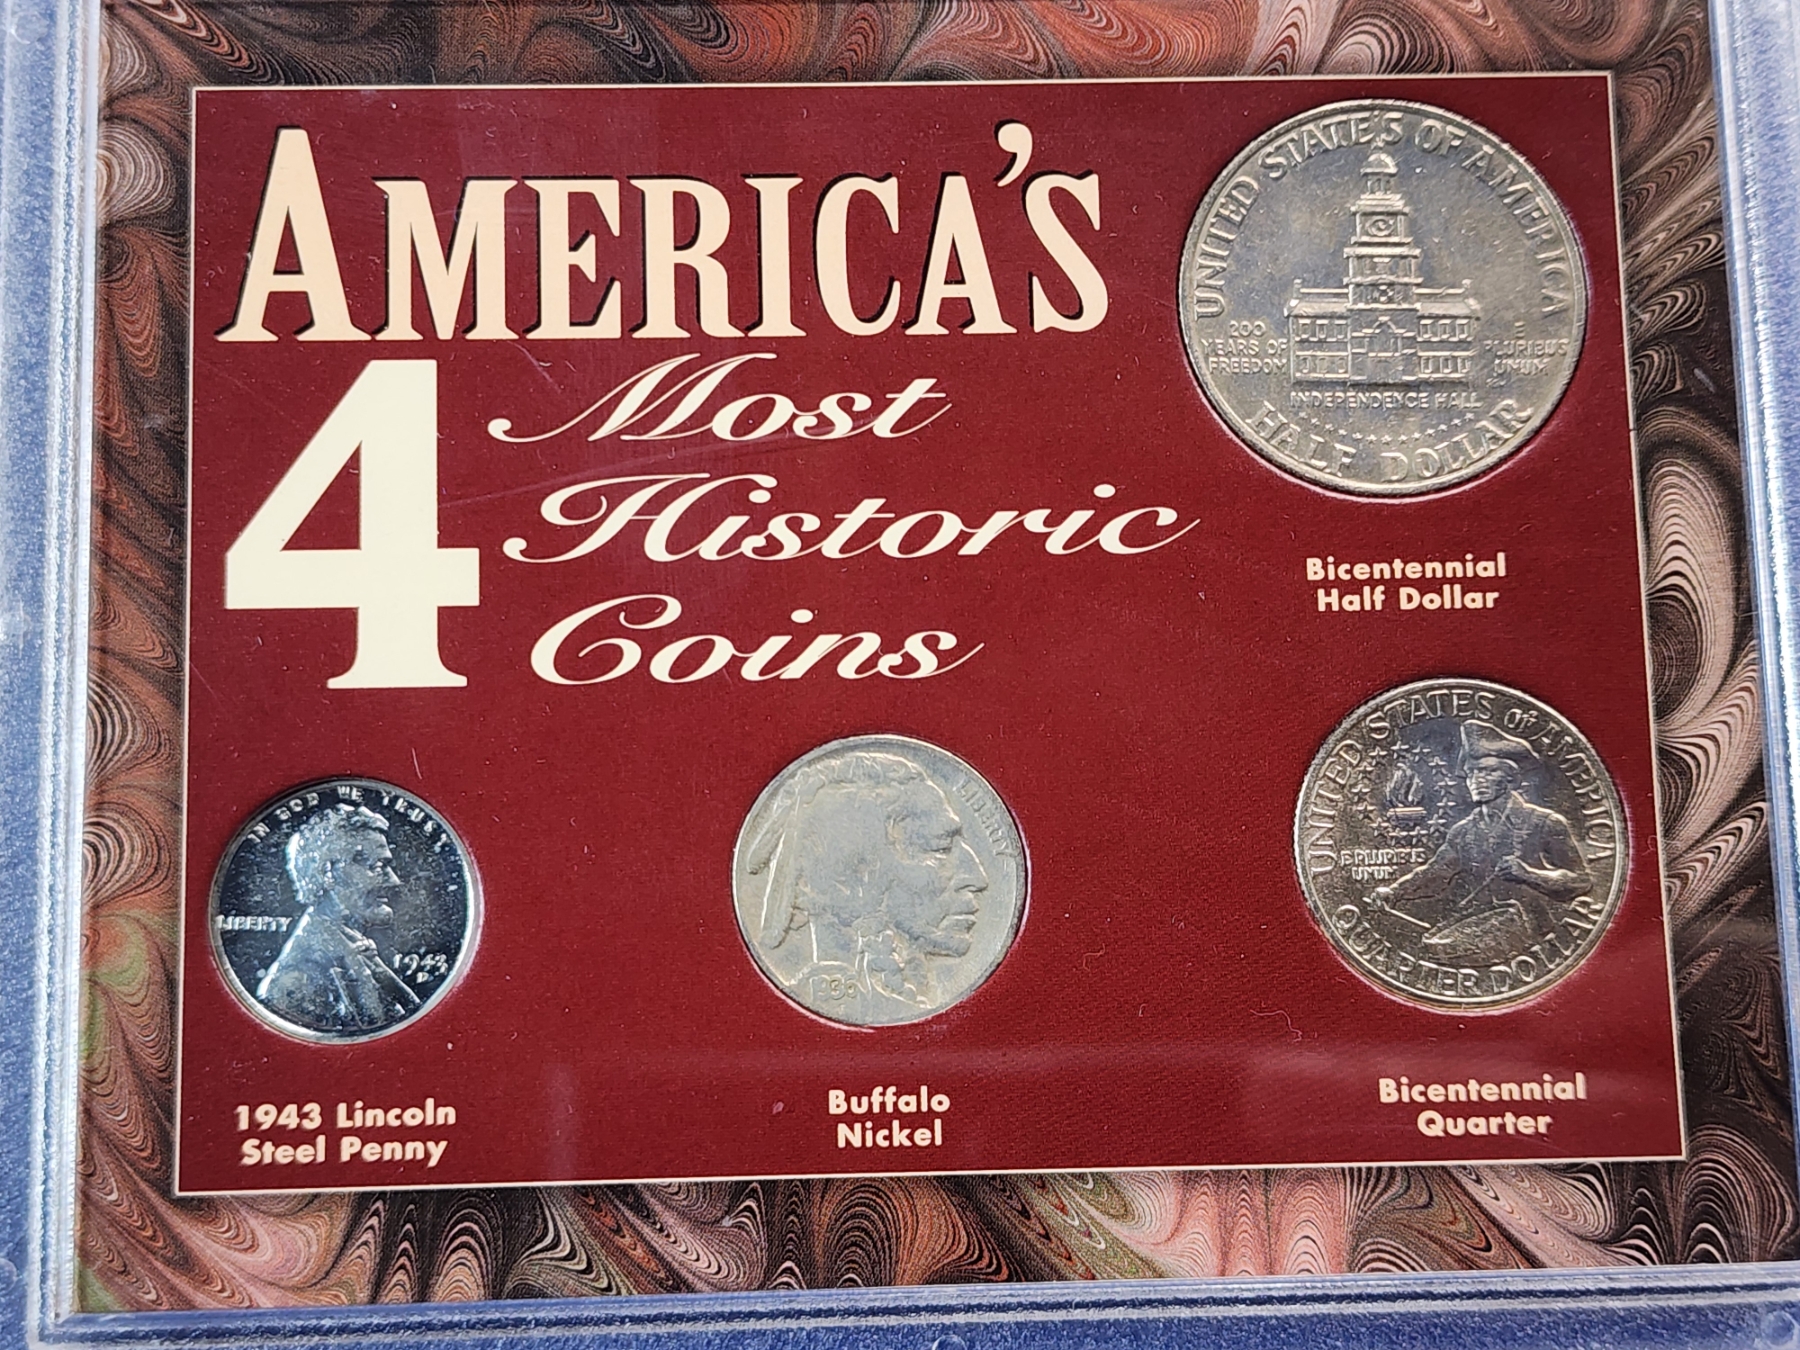 AMERICA'S
4 Most
Historic
Coins
UNITED STATES OF AMERICA
200
YEARS OF
FREEDOM
E
PLURIBUS
UNUM
INDEPENDENCE HALL
HALF DOLLAR
Bicentennial
Half Dollar
IN GOD WE TRUST
LIBERTY
1943
D
1943 Lincoln
Steel Penny
LIBERTY
Buffalo
Nickel
UNITED STATES OF AMERICA
E PLURIBUS
UNUM
QUARTER DOLLAR
Bicentennial
Quarter